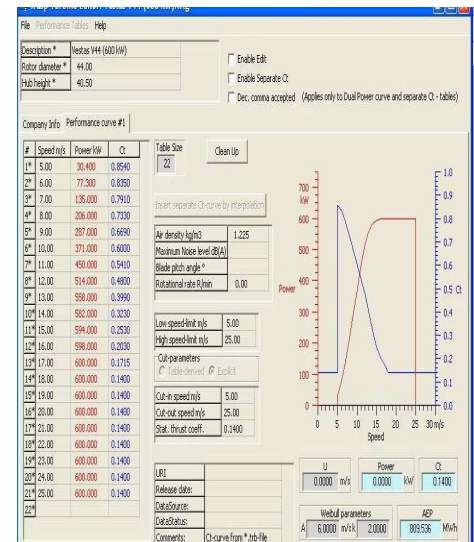 File Performance Tables Help
Description * Vestas V44 (600 kW)
Rotor diameter * 44.00
Hub height * 40.50
Enable Edit
Enable Separate Ct
Dec. comma accepted (Applies only to Dual Power curve and separate Ct - tables)
Company Info Performance curve #1
# Speed m/s Power kW Ct
1* 5.00 30.400 0.8540
2* 6.00 77.300 0.8350
3* 7.00 135.000 0.7910
4* 8.00 206.000 0.7330
5* 9.00 287.000 0.6690
6* 10.00 371.000 0.6000
7* 11.00 450.000 0.5410
8* 12.00 514.000 0.4800
9* 13.00 558.000 0.3990
10* 14.00 582.000 0.3230
11* 15.00 594.000 0.2530
12* 16.00 598.000 0.2030
13* 17.00 600.000 0.1715
14* 18.00 600.000 0.1400
15* 19.00 600.000 0.1400
16* 20.00 600.000 0.1400
17* 21.00 600.000 0.1400
18* 22.00 600.000 0.1400
19* 23.00 600.000 0.1400
20* 24.00 600.000 0.1400
21* 25.00 600.000 0.1400
22*
Table Size
22
Clean Up
Insert separate Ct-curve by interpolation
Air density kg/m3 1.225
Maximum Noise level dB(A)
Blade pitch angle °
Rotational rate R/min 0.00
Low speed-limit m/s 5.00
High speed-limit m/s 25.00
Cut-parameters
Table-derived Explicit
Cut-in speed m/s 5.00
Cut-out speed m/s 25.00
Stat. thrust coeff. 0.1400
URI
Release date:
DataSource:
DataStatus:
Comments: Ct-curve from *.trb-file
700
kW
600
500
400
Power
300
200
100
0
1.0
0.9
0.8
0.7
0.6
0.5 Ct
0.4
0.3
0.2
0.1
0.0
0 5 10 15 20 25 30 m/s
Speed
U Power Ct
0.0000 m/s 0.0000 kW 0.1400
Weibull parameters AEP
A 6.0000 m/s k 2.0000 809.536 MWh